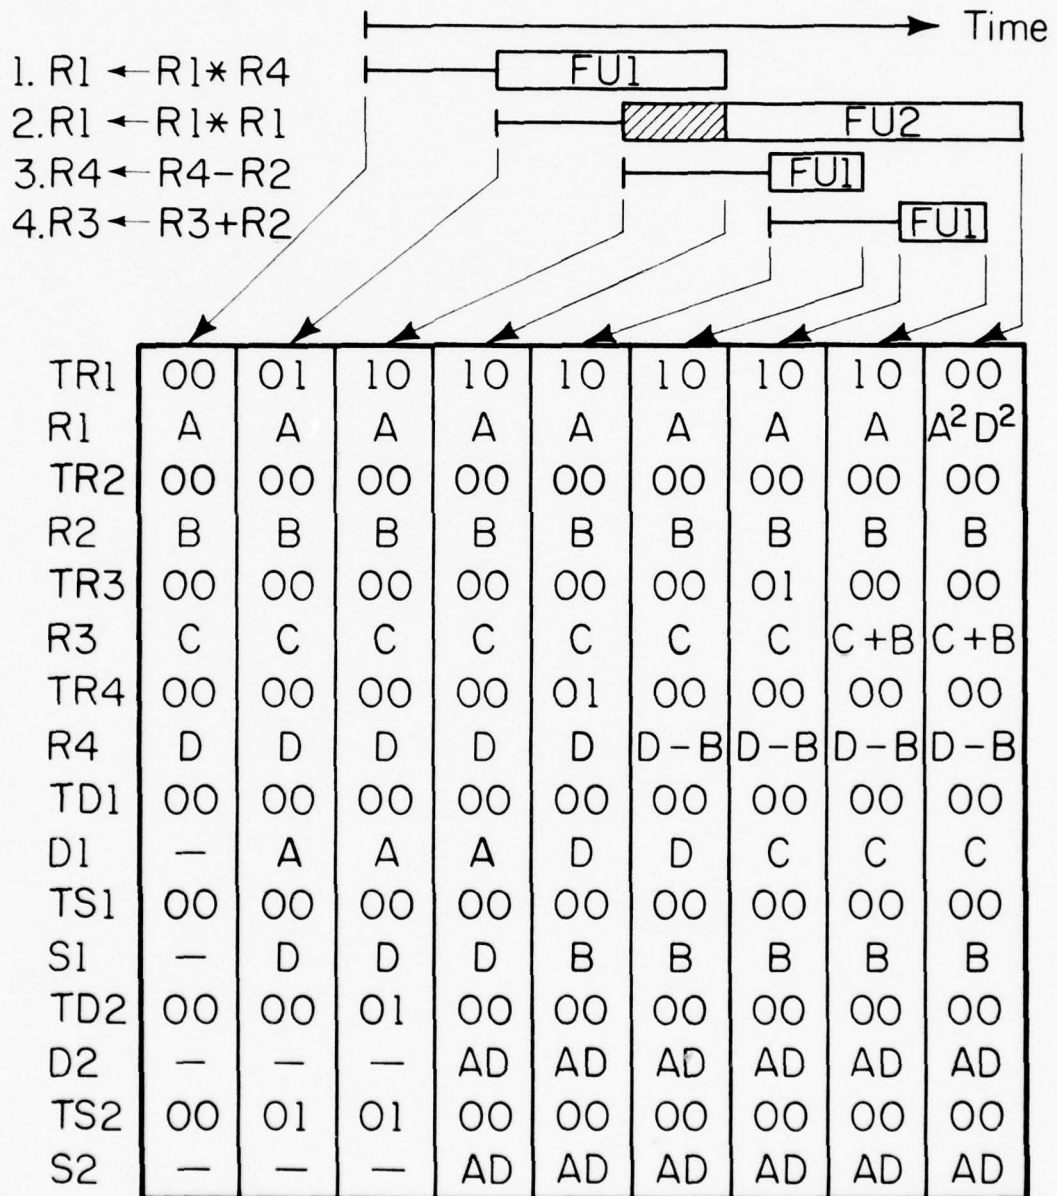 Time
1. R1 ← R1* R4 FU1
2. R1 ← R1* R1 FU2
3. R4 ← R4-R2 FU1
4. R3 ← R3+R2 FU1
TR1 00 01 10 10 10 10 10 10 00
R1 A A A A A A A A A² D²
TR2 00 00 00 00 00 00 00 00 00
R2 B B B B B B B B B
TR3 00 00 00 00 00 00 01 00 00
R3 C C C C C C C C+B C+B
TR4 00 00 00 00 01 00 00 00 00
R4 D D D D D D-B D-B D-B D-B
TD1 00 00 00 00 00 00 00 00 00
D1 — A A A D D C C C
TS1 00 00 00 00 00 00 00 00 00
S1 — D D D B B B B B
TD2 00 00 01 00 00 00 00 00 00
D2 — — — AD AD AD AD AD AD
TS2 00 01 01 00 00 00 00 00 00
S2 — — — AD AD AD AD AD AD